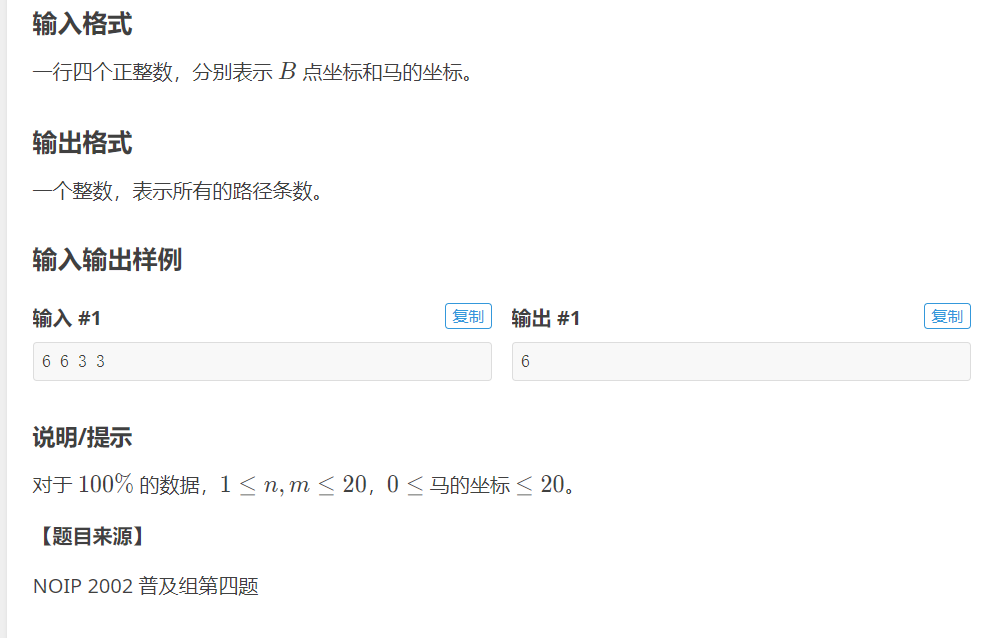 输入格式
一行四个正整数，分别表示 B 点坐标和马的坐标。
输出格式
一个整数，表示所有的路径条数。
输入输出样例
输入 #1
复制
输出 #1
复制
6 6 3 3
6
说明/提示
对于 100% 的数据，1 ≤ n, m ≤ 20，0 ≤ 马的坐标 ≤ 20。
【题目来源】
NOIP 2002 普及组第四题